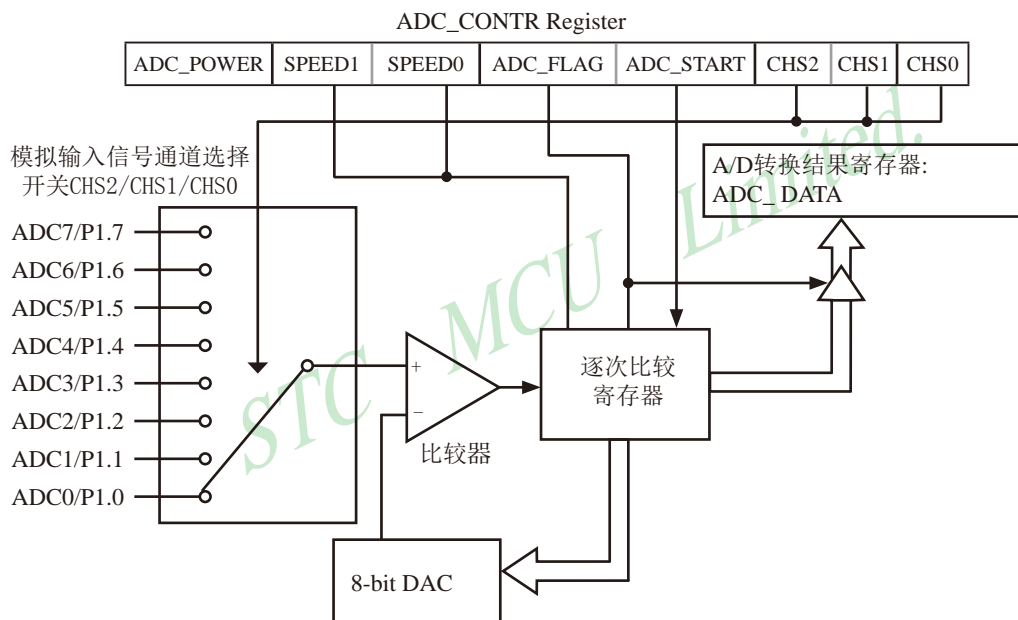 ADC_CONTR Register
ADC_POWER SPEED1 SPEED0 ADC_FLAG ADC_START CHS2 CHS1 CHS0
模拟输入信号通道选择
开关CHS2/CHS1/CHS0
A/D转换结果寄存器:
ADC_ DATA
ADC7/P1.7
ADC6/P1.6
ADC5/P1.5
ADC4/P1.4
ADC3/P1.3
ADC2/P1.2
ADC1/P1.1
ADC0/P1.0
+
−
比较器
逐次比较
寄存器
8-bit DAC
STC MCU Limited.